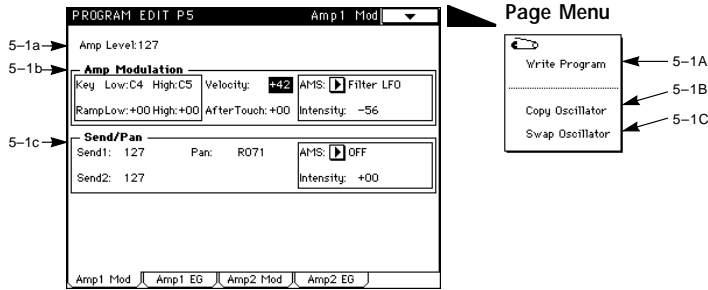 PROGRAM EDIT P5 Amp1 Mod
Page Menu
5–1a Amp Level:127
5–1b Amp Modulation
Key Low:C4 High:C5 Velocity: +42 AMS: Filter LFO
RampLow:+00 High:+00 AfterTouch:+00 Intensity: -56
5–1c Send/Pan
Send1: 127 Pan: R071 AMS: OFF
Send2: 127 Intensity: +00
Amp1 Mod Amp1 EG Amp2 Mod Amp2 EG
Write Program 5–1A
Copy Oscillator 5–1B
Swap Oscillator 5–1C